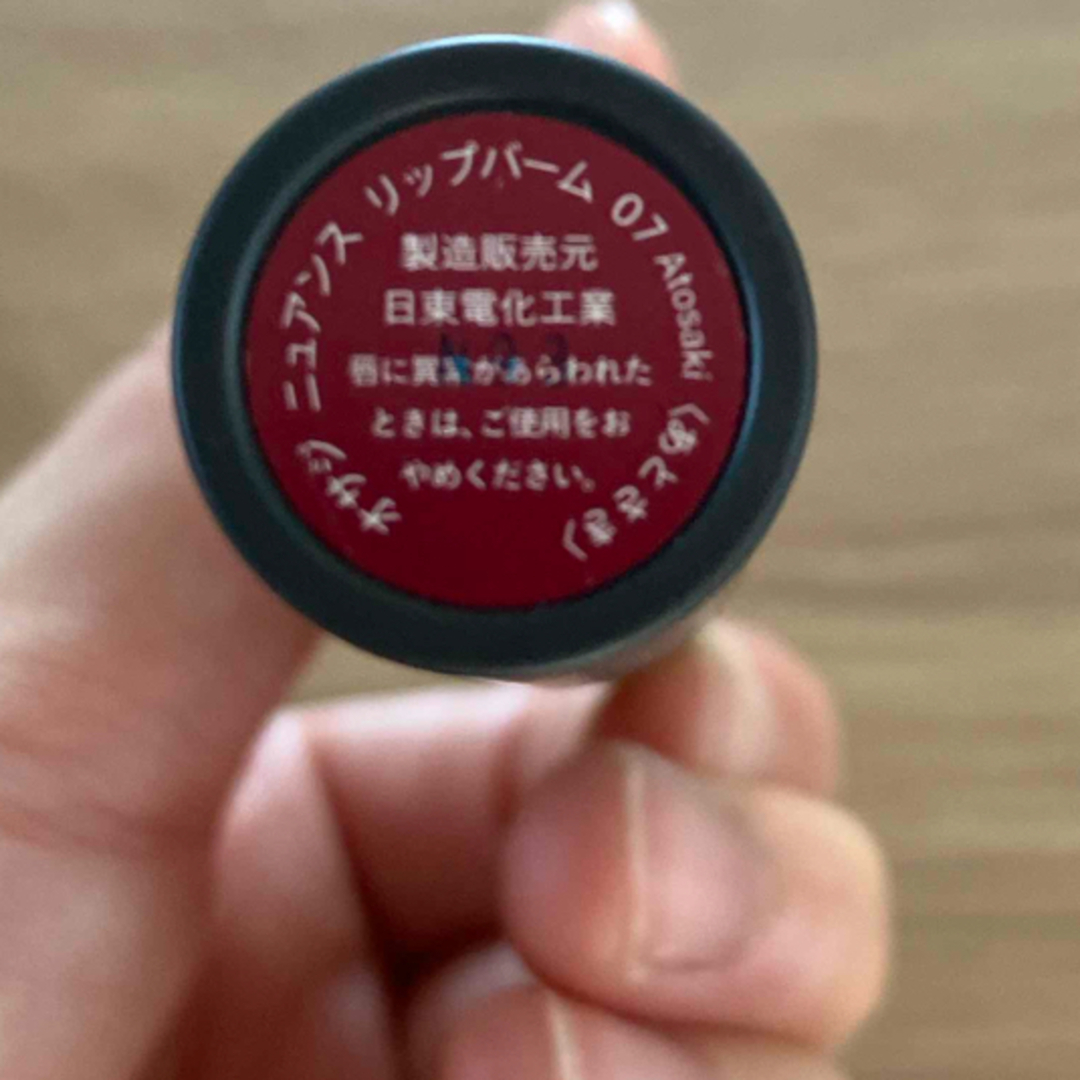 オサジ ニュアンス リップバーム 07 Atosaki 〈あとさき〉
製造販売元
日東電化工業
唇に異常があらわれた
ときは、ご使用をお
やめください。